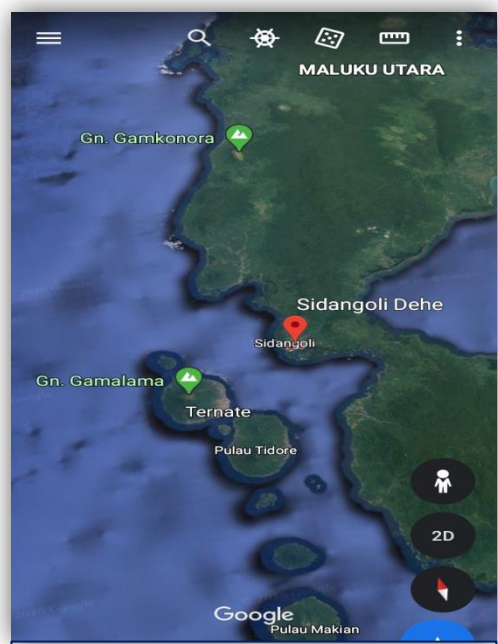 MALUKU UTARA
Gn. Gamkonora
Sidangoli Dehe
Sidangoli
Gn. Gamalama
Ternate
Pulau Tidore
2D
Google
Pulau Makian